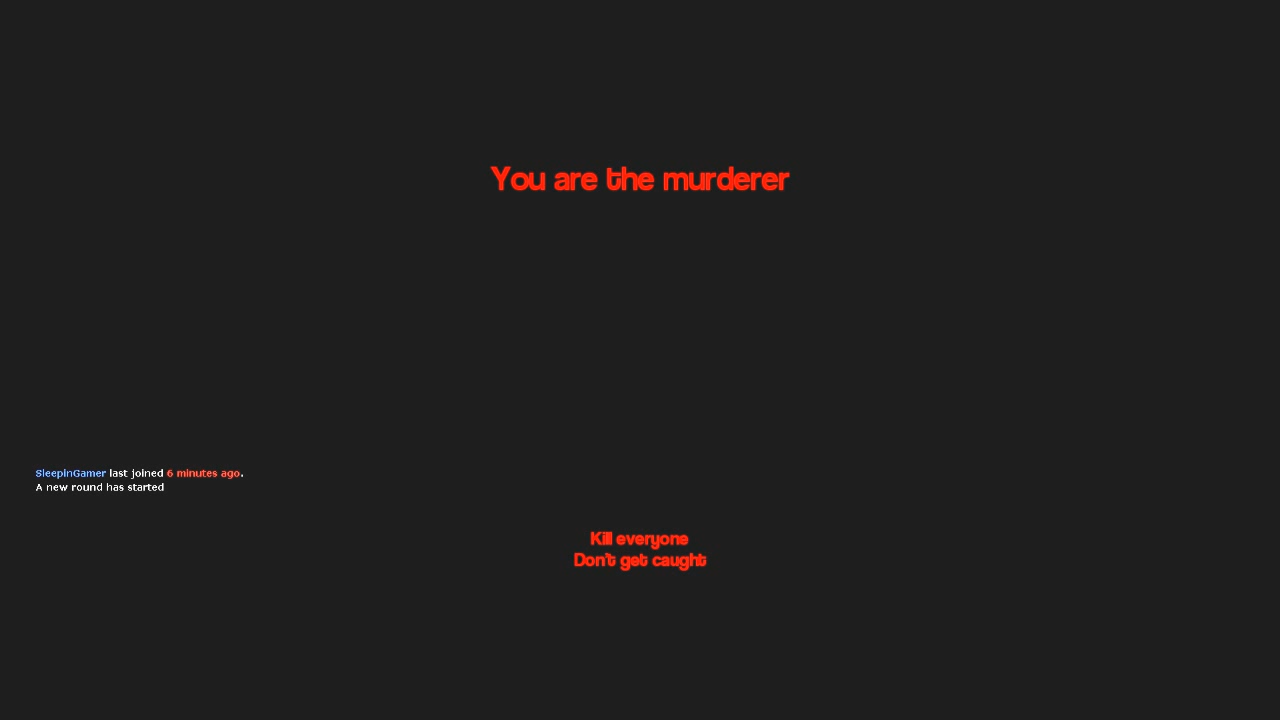 You are the murderer
SleepinGamer last joined 6 minutes ago.
A new round has started
Kill everyone
Don't get caught